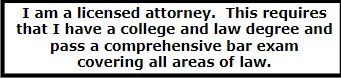 I am a licensed attorney.  This requires
that I have a college and law degree and
pass a comprehensive bar exam
covering all areas of law.